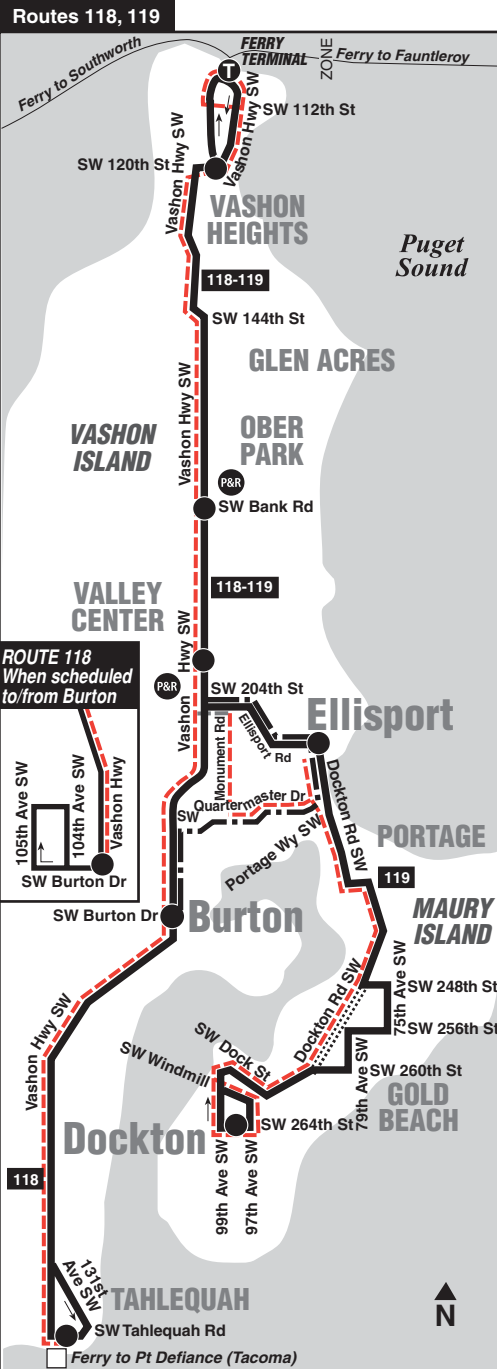 Routes 118, 119
Ferry to Southworth
FERRY
TERMINAL
ZONE
Ferry to Fauntleroy
T
SW 112th St
Vashon Hwy SW
SW 120th St
Vashon Hwy SW
VASHON
HEIGHTS
Puget
Sound
118-119
SW 144th St
GLEN ACRES
Vashon Hwy SW
VASHON
ISLAND
OBER
PARK
P&R
SW Bank Rd
118-119
VALLEY
CENTER
Vashon Hwy SW
P&R
SW 204th St
ROUTE 118
When scheduled
to/from Burton
105th Ave SW
104th Ave SW
Vashon Hwy
SW Burton Dr
Monument Rd
Ellisport
Rd
Ellisport
SW Quartermaster Dr
Dockton Rd SW
Portage Wy SW
PORTAGE
119
SW Burton Dr
Burton
MAURY
ISLAND
75th Ave SW
SW 248th St
SW 256th St
Dockton Rd SW
Vashon Hwy SW
SW Dock St
SW Windmill
79th Ave SW
SW 260th St
GOLD
BEACH
Dockton
SW 264th St
99th Ave SW
97th Ave SW
118
131st
Ave SW
TAHLEQUAH
SW Tahlequah Rd
N
Ferry to Pt Defiance (Tacoma)